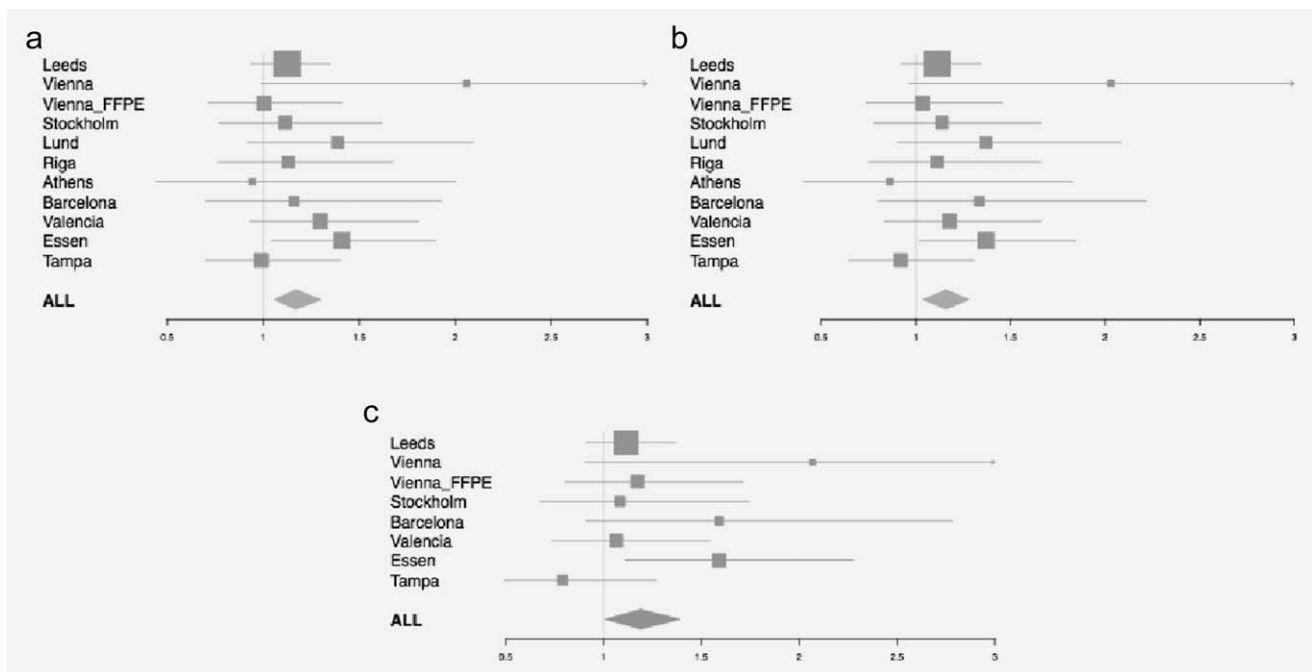 a
Leeds
Vienna
Vienna_FFPE
Stockholm
Lund
Riga
Athens
Barcelona
Valencia
Essen
Tampa
ALL
0.5 1 1.5 2 2.5 3
b
Leeds
Vienna
Vienna_FFPE
Stockholm
Lund
Riga
Athens
Barcelona
Valencia
Essen
Tampa
ALL
0.5 1 1.5 2 2.5 3
c
Leeds
Vienna
Vienna_FFPE
Stockholm
Barcelona
Valencia
Essen
Tampa
ALL
0.5 1 1.5 2 2.5 3